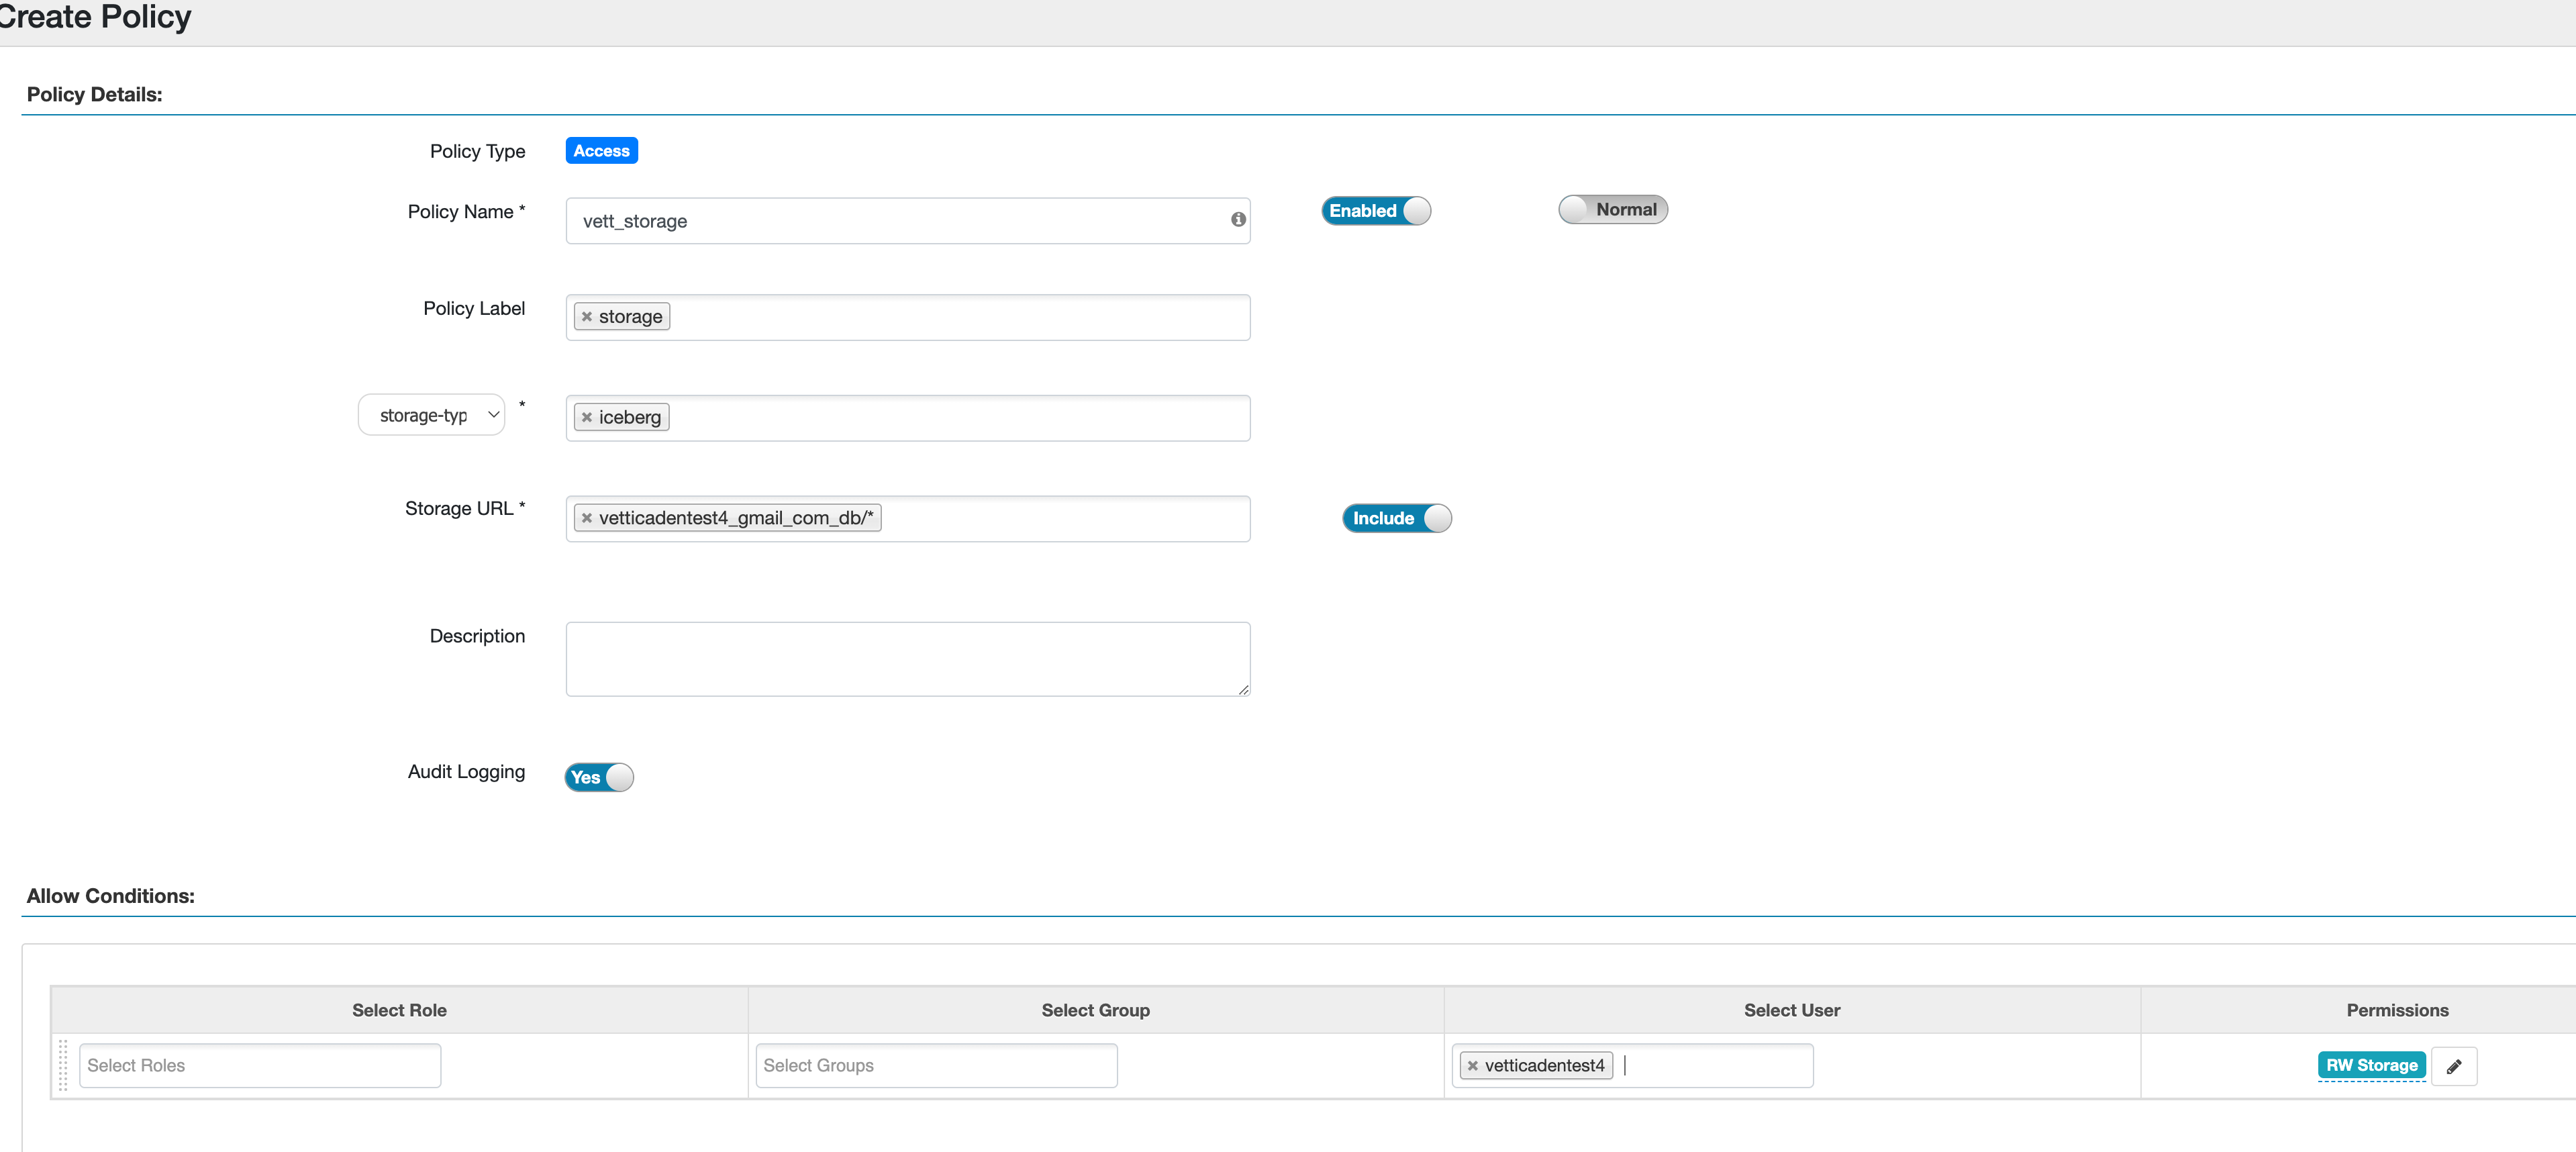 Create Policy
Policy Details:
Policy Type Access
Policy Name * vett_storage Enabled Normal
Policy Label × storage
storage-typ * × iceberg
Storage URL * × vetticadentest4_gmail_com_db/* Include
Description
Audit Logging Yes
Allow Conditions:
Select Role Select Group Select User Permissions
Select Roles Select Groups × vetticadentest4 RW Storage